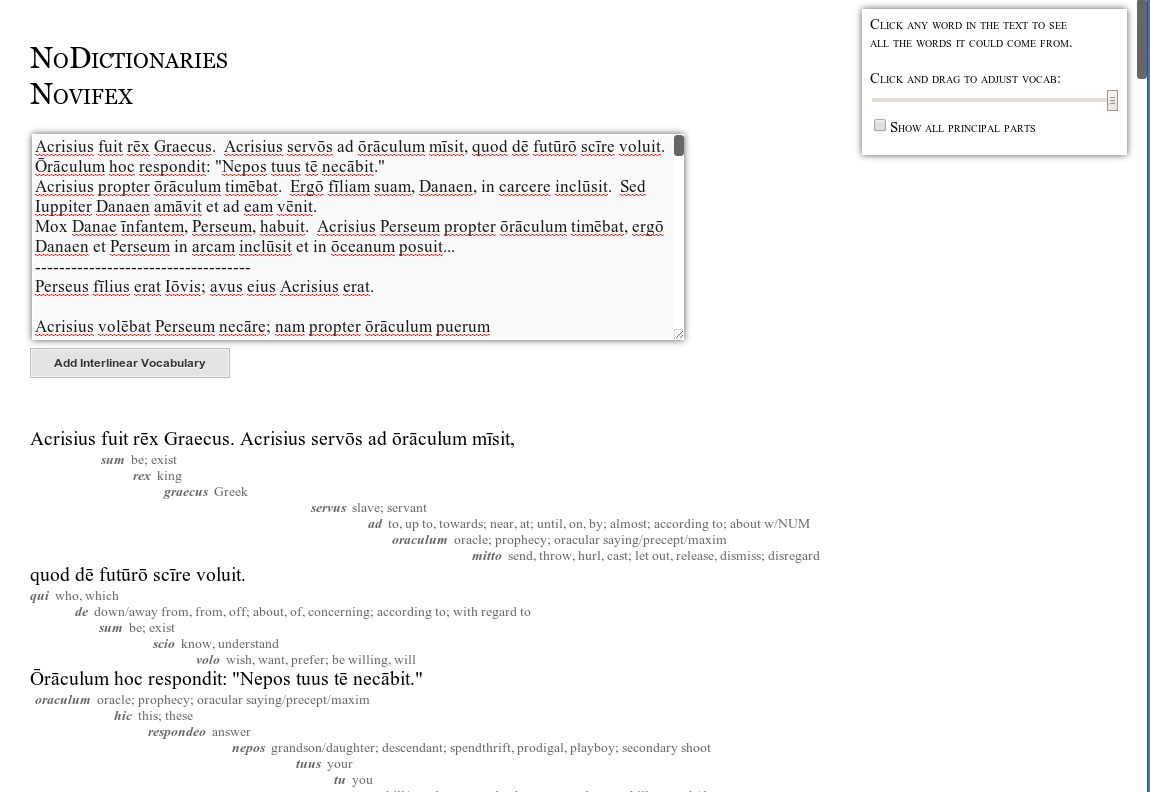 NoDictionaries
Novifex
Click any word in the text to see
all the words it could come from.
Click and drag to adjust vocab:
Show all principal parts
Acrisius fuit rēx Graecus.  Acrisius servōs ad ōrāculum mīsit, quod dē futūrō scīre voluit.
Ōrāculum hoc respondit: "Nepos tuus tē necābit."
Acrisius propter ōrāculum timēbat.  Ergō fīliam suam, Danaen, in carcere inclūsit.  Sed
Iuppiter Danaen amāvit et ad eam vēnit.
Mox Danae īnfantem, Perseum, habuit.  Acrisius Perseum propter ōrāculum timēbat, ergō
Danaen et Perseum in arcam inclūsit et in ōceanum posuit...
------------------------------------
Perseus fīlius erat Iōvis; avus eius Acrisius erat.
Acrisius volēbat Perseum necāre; nam propter ōrāculum puerum
Add Interlinear Vocabulary
Acrisius fuit rēx Graecus. Acrisius servōs ad ōrāculum mīsit,
sum be; exist
rex king
graecus Greek
servus slave; servant
ad to, up to, towards; near, at; until, on, by; almost; according to; about w/NUM
oraculum oracle; prophecy; oracular saying/precept/maxim
mitto send, throw, hurl, cast; let out, release, dismiss; disregard
quod dē futūrō scīre voluit.
qui who, which
de down/away from, from, off; about, of, concerning; according to; with regard to
sum be; exist
scio know, understand
volo wish, want, prefer; be willing, will
Ōrāculum hoc respondit: "Nepos tuus tē necābit."
oraculum oracle; prophecy; oracular saying/precept/maxim
hic this; these
respondeo answer
nepos grandson/daughter; descendant; spendthrift, prodigal, playboy; secondary shoot
tuus your
tu you